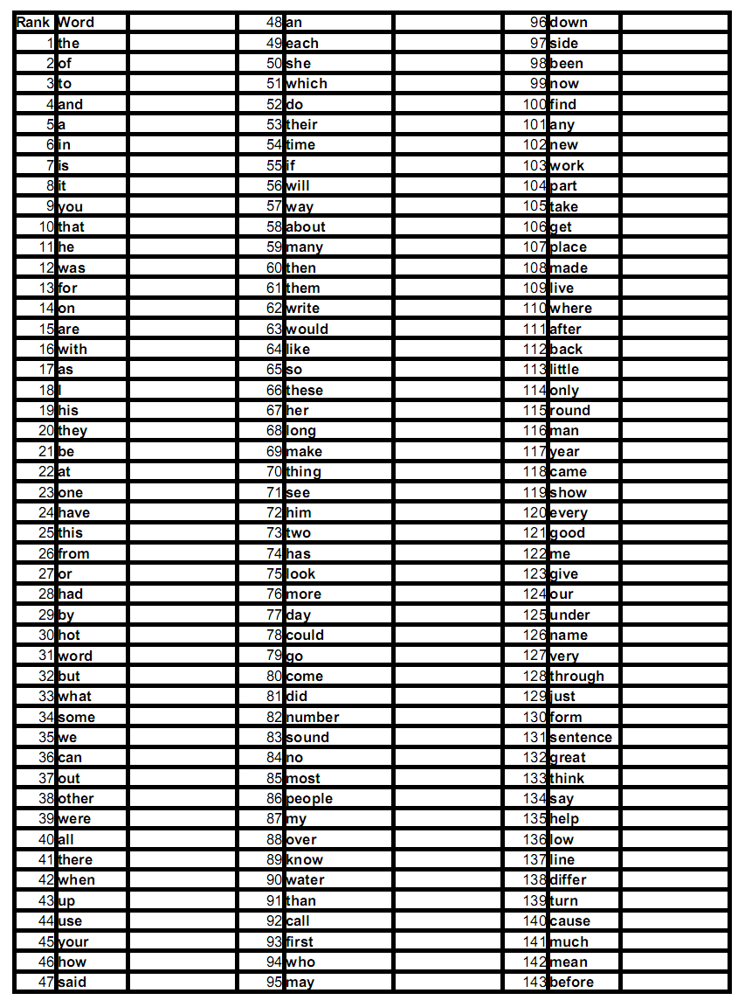 Rank Word 48 an 96 down
1 the 49 each 97 side
2 of 50 she 98 been
3 to 51 which 99 now
4 and 52 do 100 find
5 a 53 their 101 any
6 in 54 time 102 new
7 is 55 if 103 work
8 it 56 will 104 part
9 you 57 way 105 take
10 that 58 about 106 get
11 he 59 many 107 place
12 was 60 then 108 made
13 for 61 them 109 live
14 on 62 write 110 where
15 are 63 would 111 after
16 with 64 like 112 back
17 as 65 so 113 little
18 I 66 these 114 only
19 his 67 her 115 round
20 they 68 long 116 man
21 be 69 make 117 year
22 at 70 thing 118 came
23 one 71 see 119 show
24 have 72 him 120 every
25 this 73 two 121 good
26 from 74 has 122 me
27 or 75 look 123 give
28 had 76 more 124 our
29 by 77 day 125 under
30 hot 78 could 126 name
31 word 79 go 127 very
32 but 80 come 128 through
33 what 81 did 129 just
34 some 82 number 130 form
35 we 83 sound 131 sentence
36 can 84 no 132 great
37 out 85 most 133 think
38 other 86 people 134 say
39 were 87 my 135 help
40 all 88 over 136 low
41 there 89 know 137 line
42 when 90 water 138 differ
43 up 91 than 139 turn
44 use 92 call 140 cause
45 your 93 first 141 much
46 how 94 who 142 mean
47 said 95 may 143 before